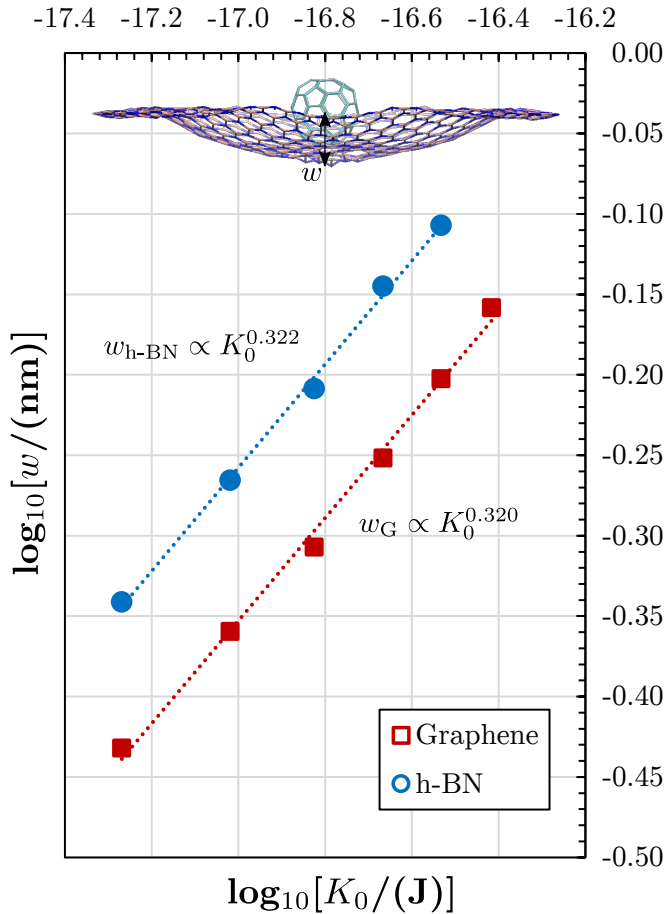 -17.4 -17.2 -17.0 -16.8 -16.6 -16.4 -16.2
0.00
-0.05
w
-0.10
-0.15
w_h-BN ∝ K_0^0.322
-0.20
log₁₀[w/(nm)]
-0.25
w_G ∝ K_0^0.320
-0.30
-0.35
-0.40
Graphene
h-BN
-0.45
-0.50
log₁₀[K₀/(J)]